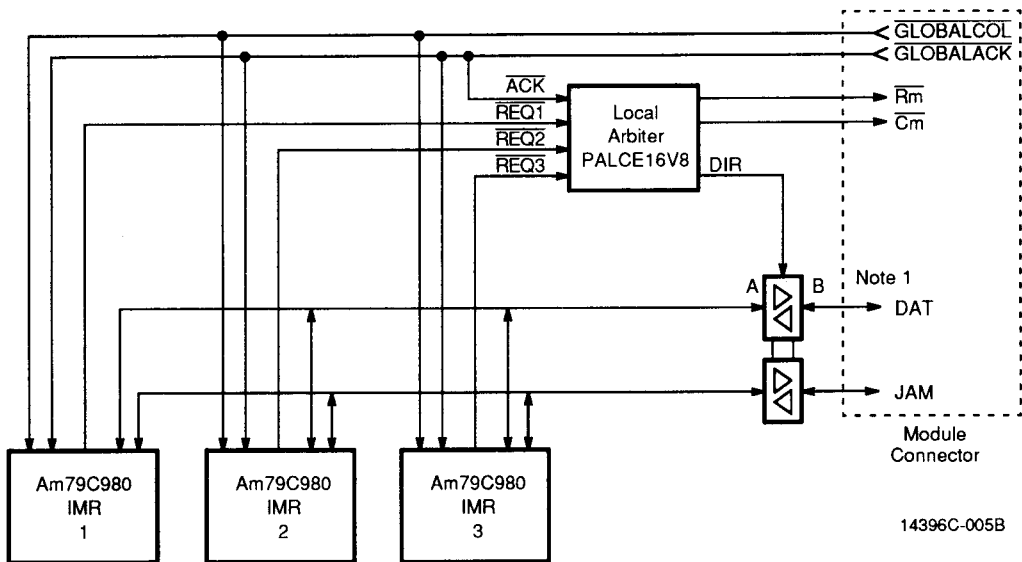 GLOBALCOL
GLOBALACK
ACK
REQ1
REQ2
REQ3
Local
Arbiter
PALCE16V8
DIR
Rm
Cm
A
B
Note 1
DAT
JAM
Module
Connector
Am79C980
IMR
1
Am79C980
IMR
2
Am79C980
IMR
3
14396C-005B